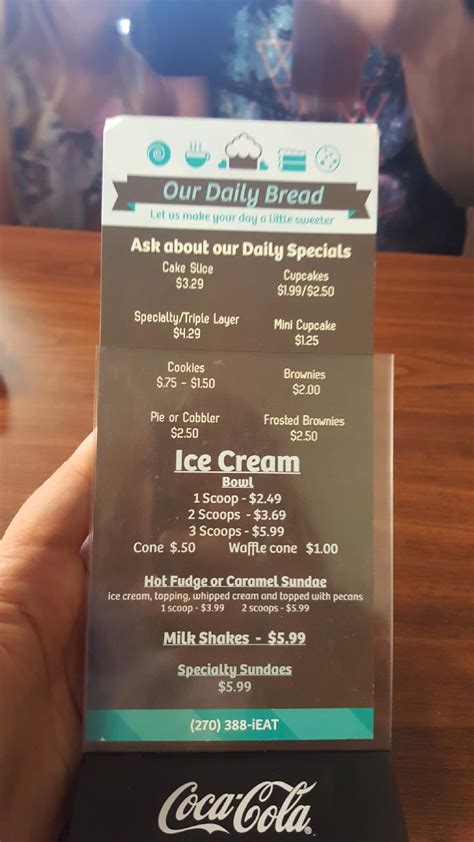 Our Daily Bread
Let us make your day a little sweeter
Ask about our Daily Specials
Cake Slice
$3.29
Cupcakes
$1.99/$2.50
Specialty/Triple Layer
$4.29
Mini Cupcake
$1.25
Cookies
$.75 - $1.50
Brownies
$2.00
Pie or Cobbler
$2.50
Frosted Brownies
$2.50
Ice Cream
Bowl
1 Scoop - $2.49
2 Scoops - $3.69
3 Scoops - $5.99
Cone $.50 Waffle cone $1.00
Hot Fudge or Caramel Sundae
ice cream, topping, whipped cream and topped with pecans
1 scoop - $3.99 2 scoops - $5.99
Milk Shakes - $5.99
Specialty Sundaes
$5.99
(270) 388-iEAT
Coca-Cola